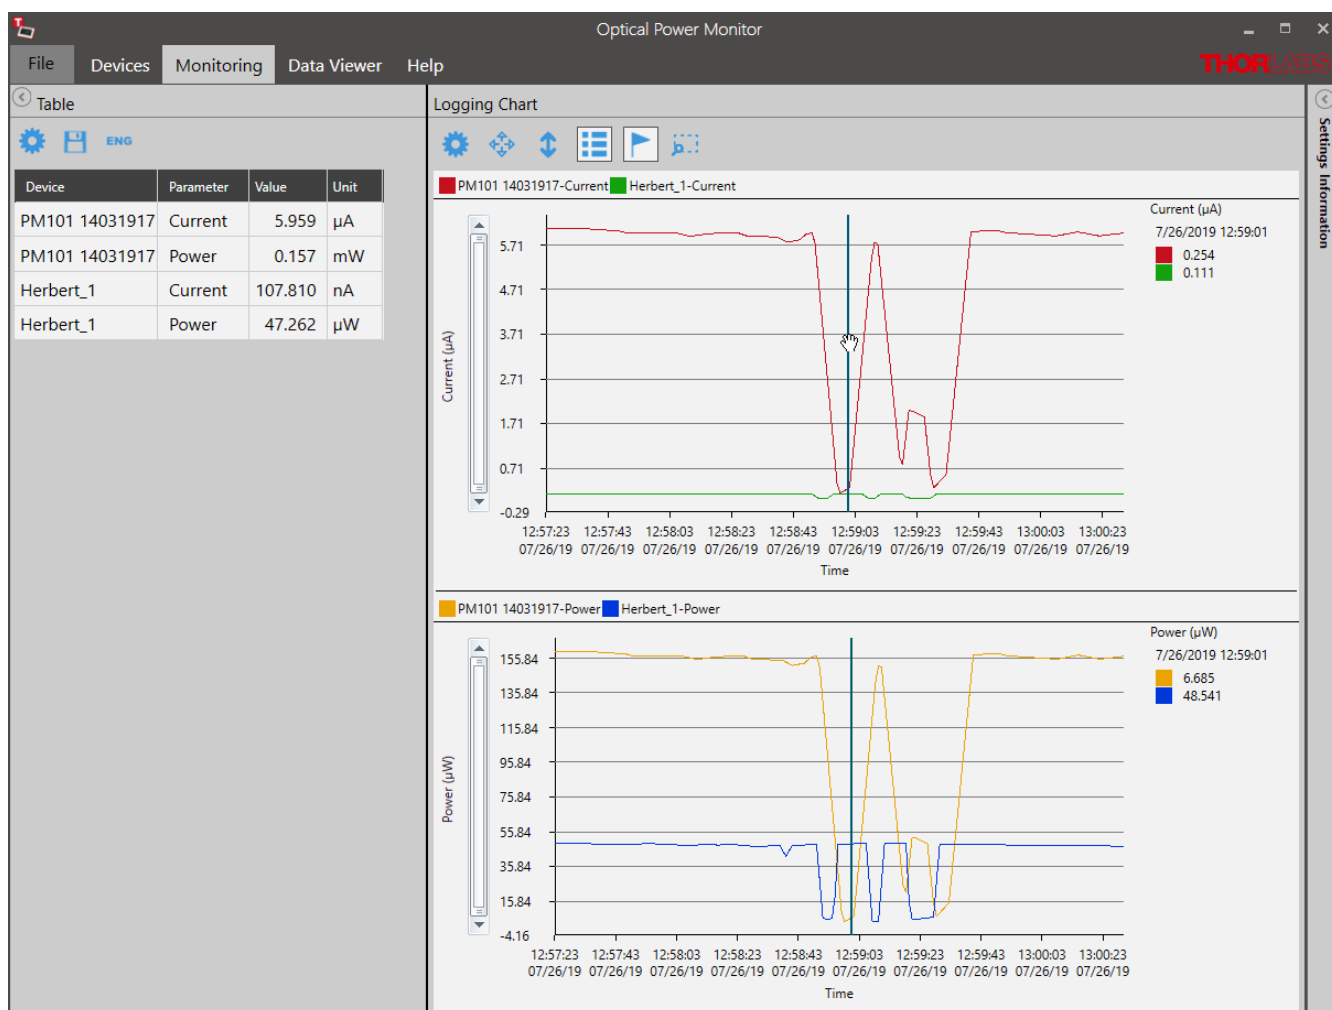 Optical Power Monitor
File Devices Monitoring Data Viewer Help
THORLABS
Table
ENG
Device Parameter Value Unit
PM101 14031917 Current 5.959 µA
PM101 14031917 Power 0.157 mW
Herbert_1 Current 107.810 nA
Herbert_1 Power 47.262 µW
Logging Chart
PM101 14031917-Current Herbert_1-Current
Current (µA)
7/26/2019 12:59:01
0.254
0.111
Current (µA)
5.71
4.71
3.71
2.71
1.71
0.71
-0.29
12:57:23 12:57:43 12:58:03 12:58:23 12:58:43 12:59:03 12:59:23 12:59:43 13:00:03 13:00:23
07/26/19 07/26/19 07/26/19 07/26/19 07/26/19 07/26/19 07/26/19 07/26/19 07/26/19 07/26/19
Time
PM101 14031917-Power Herbert_1-Power
Power (µW)
7/26/2019 12:59:01
6.685
48.541
Power (µW)
155.84
135.84
115.84
95.84
75.84
55.84
35.84
15.84
-4.16
12:57:23 12:57:43 12:58:03 12:58:23 12:58:43 12:59:03 12:59:23 12:59:43 13:00:03 13:00:23
07/26/19 07/26/19 07/26/19 07/26/19 07/26/19 07/26/19 07/26/19 07/26/19 07/26/19 07/26/19
Time
Settings Information